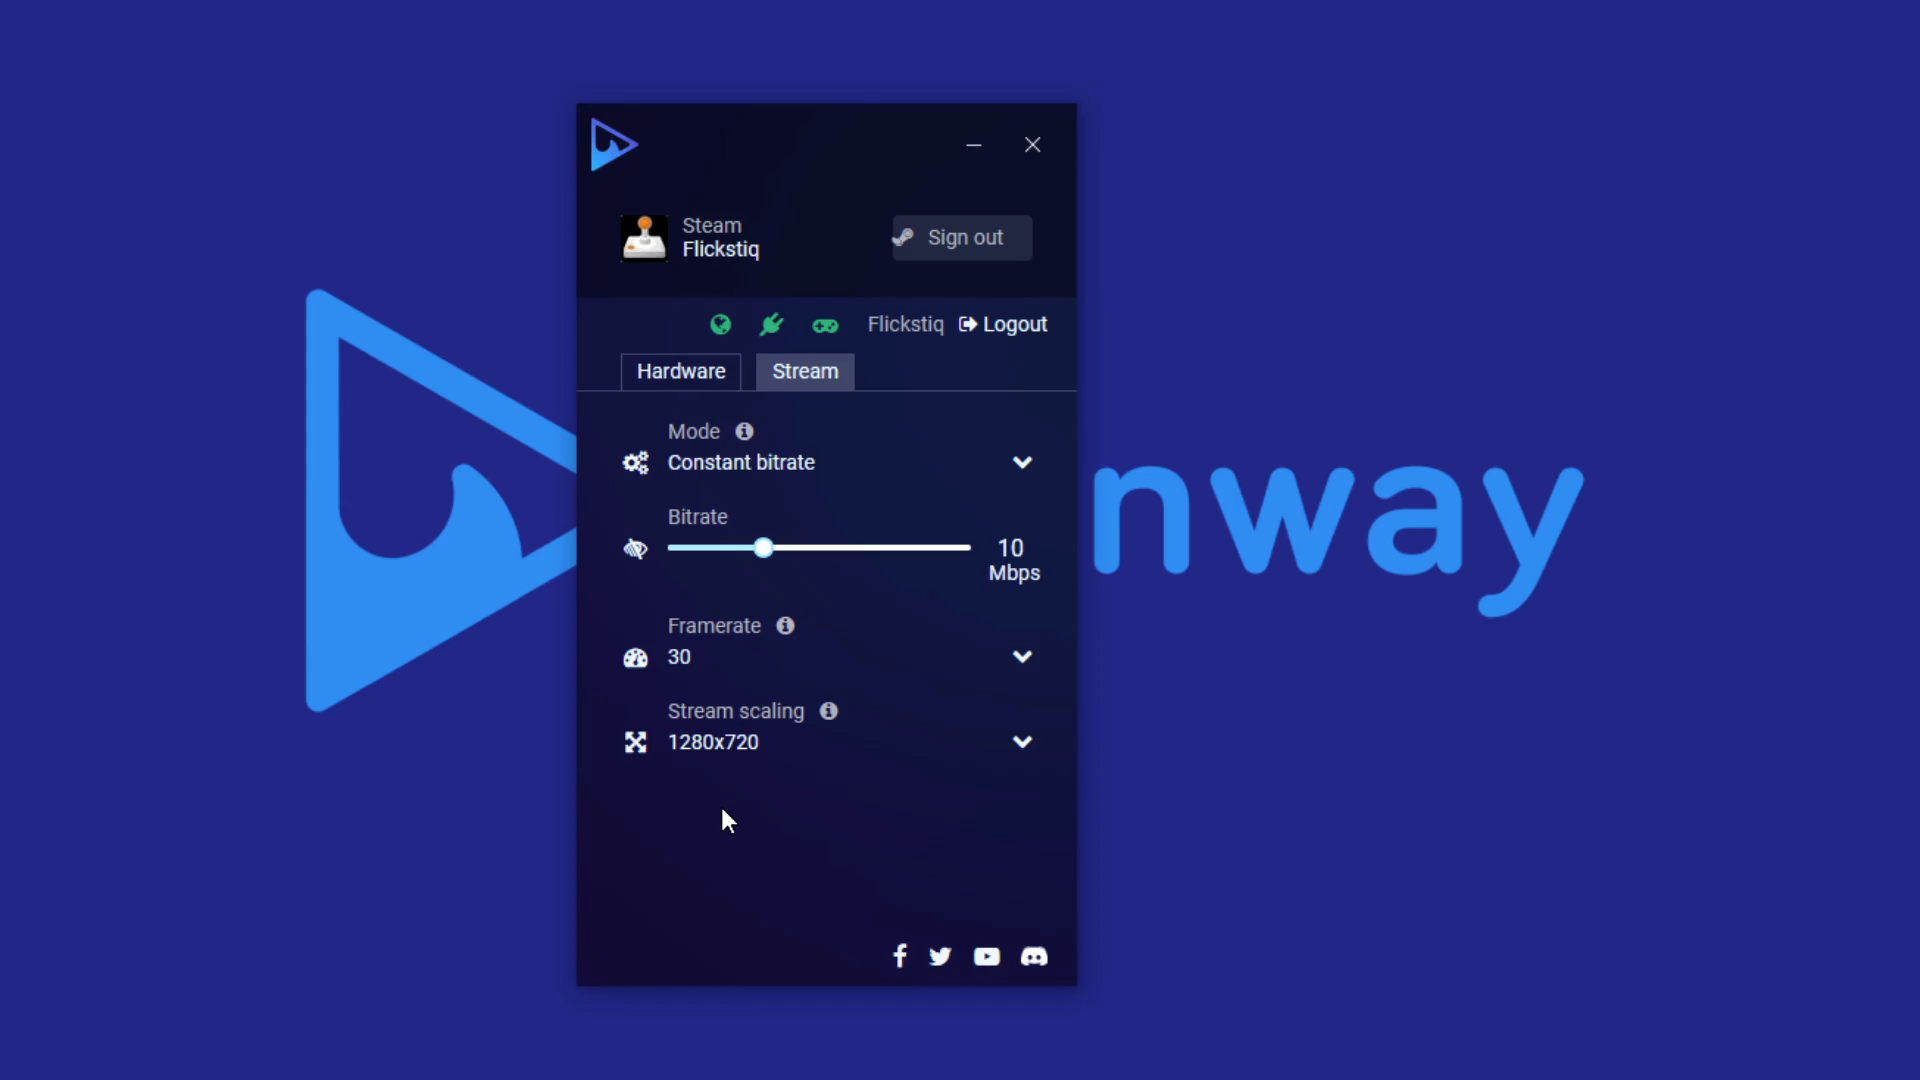 Steam
Flickstiq
Sign out
Flickstiq Logout
Hardware Stream
Mode
Constant bitrate
Bitrate
10
Mbps
Framerate
30
Stream scaling
1280x720
nway